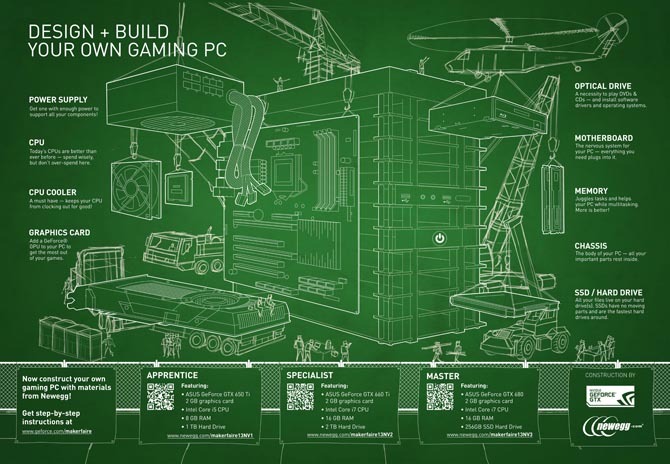 DESIGN + BUILD
YOUR OWN GAMING PC
POWER SUPPLY
Get one with enough power to
support all your components!
CPU
Today's CPUs are better than
ever before — spend wisely,
but don't over-spend here.
CPU COOLER
A must have — keeps your CPU
from clocking out for good!
GRAPHICS CARD
Add a GeForce®
GPU to your PC to
get the most out
of your games.
OPTICAL DRIVE
A necessity to play DVDs &
CDs — and install software
drivers and operating systems.
MOTHERBOARD
The nervous system for
your PC — everything you
need plugs into it.
MEMORY
Juggles tasks and helps
your PC while multitasking.
More is better!
CHASSIS
The body of your PC — all your
important parts rest inside.
SSD / HARD DRIVE
All your files live on your hard
drive(s). SSDs have no moving
parts and are the fastest hard
drives around.
Now construct your own
gaming PC with materials
from Newegg!
Get step-by-step
instructions at
www.geforce.com/makerfaire
APPRENTICE
Featuring:
• ASUS GeForce GTX 650 Ti
2 GB graphics card
• Intel Core i5 CPU
• 8 GB RAM
• 1 TB Hard Drive
www.newegg.com/makerfaire13NV1
SPECIALIST
Featuring:
• ASUS GeForce GTX 660 Ti
2 GB graphics card
• Intel Core i7 CPU
• 16 GB RAM
• 2 TB Hard Drive
www.newegg.com/makerfaire13NV2
MASTER
Featuring:
• ASUS GeForce GTX 680
2 GB graphics card
• Intel Core i7 CPU
• 16 GB RAM
• 256GB SSD Hard Drive
www.newegg.com/makerfaire13NV3
CONSTRUCTION BY
NVIDIA
GEFORCE
GTX
newegg.com